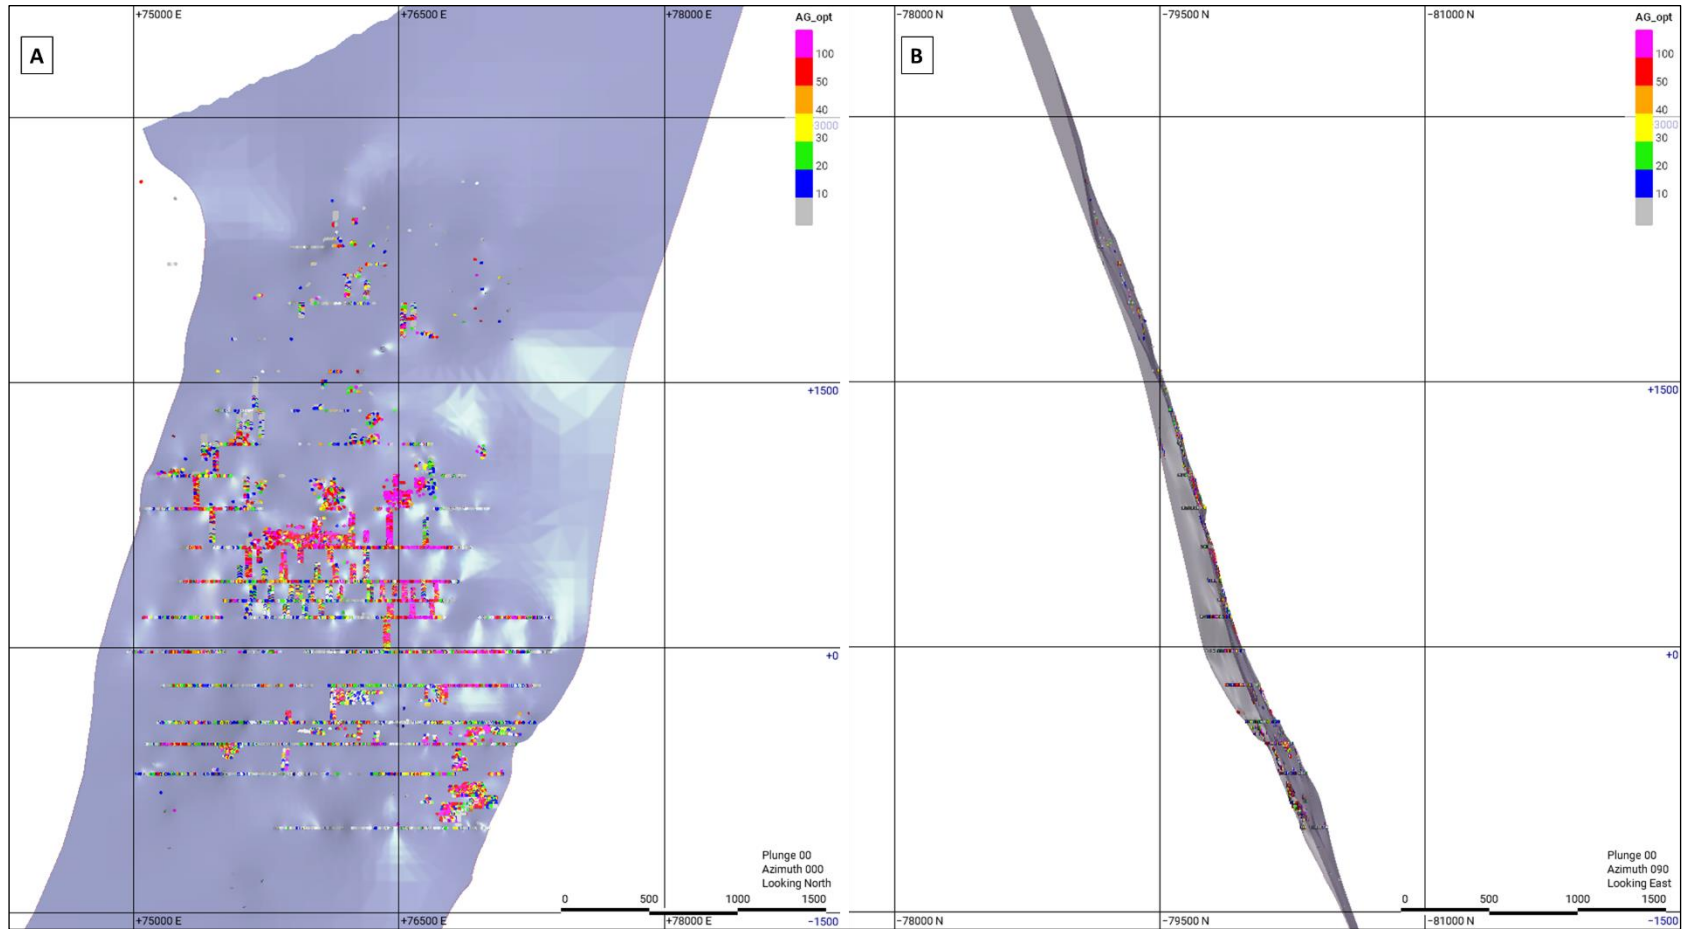 +75000 E
+76500 E
+78000 E
AG_opt
A
100
50
40
3000
30
20
10
+1500
+0
Plunge 00
Azimuth 000
Looking North
0
500
1000
1500
+75000 E
+76500 E
+78000 E
-1500
-78000 N
-79500 N
-81000 N
AG_opt
B
100
50
40
3000
30
20
10
+1500
+0
Plunge 00
Azimuth 090
Looking East
0
500
1000
1500
-78000 N
-79500 N
-81000 N
-1500